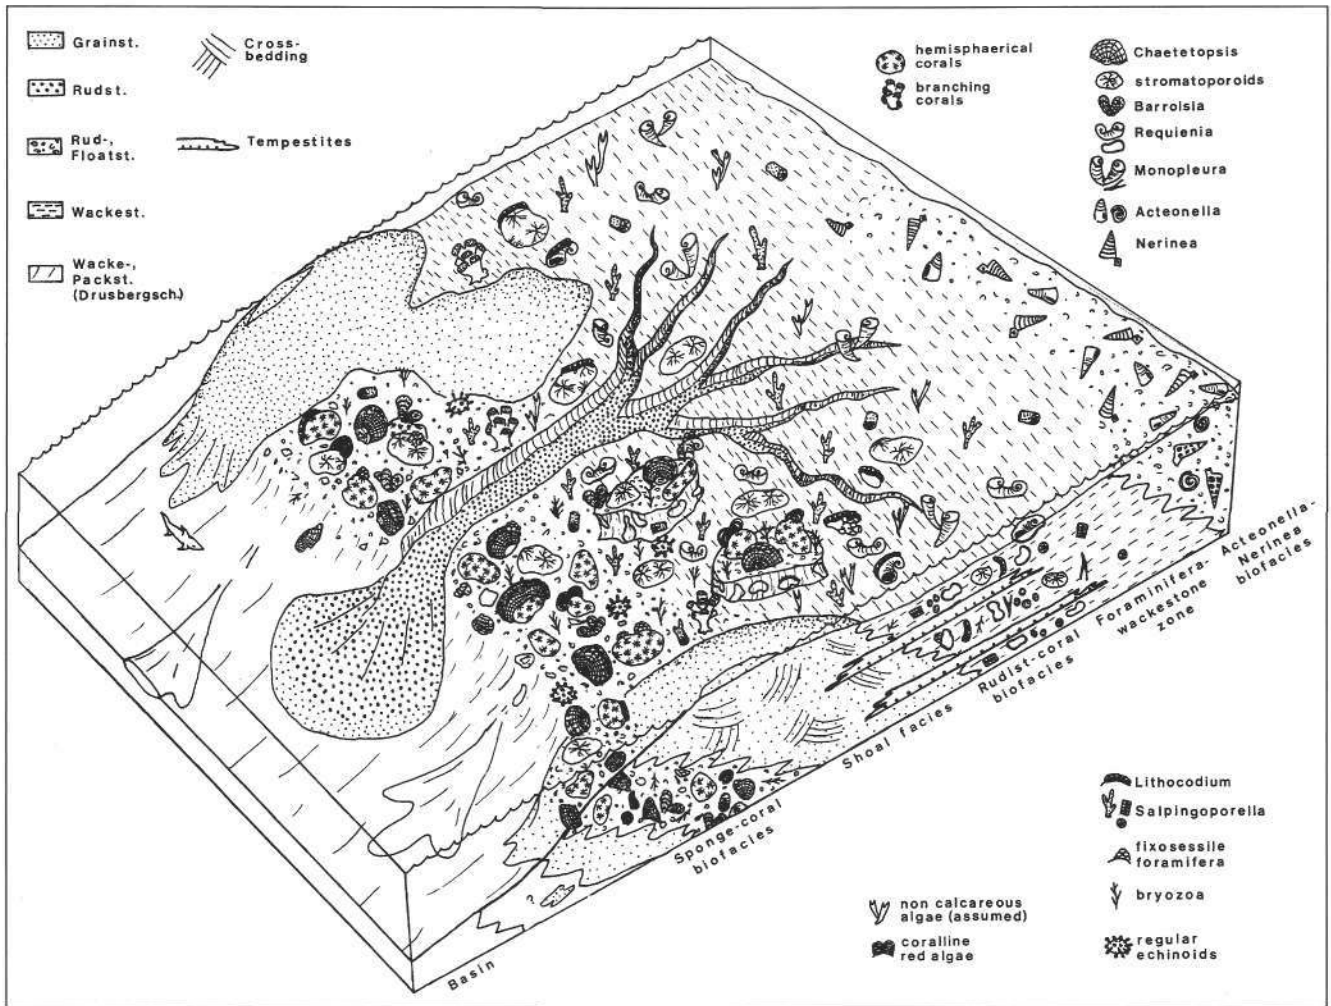 Grainst.
Cross-
bedding
Rudst.
Rud-,
Floatst.
Tempestites
Wackest.
Wacke-,
Packst.
(Drusbergsch.)
hemisphaerical
corals
branching
corals
Chaetetopsis
stromatoporoids
Barroisia
Requienia
Monopleura
Acteonella
Nerinea
Acteonella-
Nerinea
biofacies
Foraminifera-
wackestone
zone
Rudist-coral
biofacies
Shoal facies
Sponge-coral
biofacies
Basin
?
Lithocodium
Salpingoporella
fixosessile
foramifera
bryozoa
regular
echinoids
non calcareous
algae (assumed)
coralline
red algae